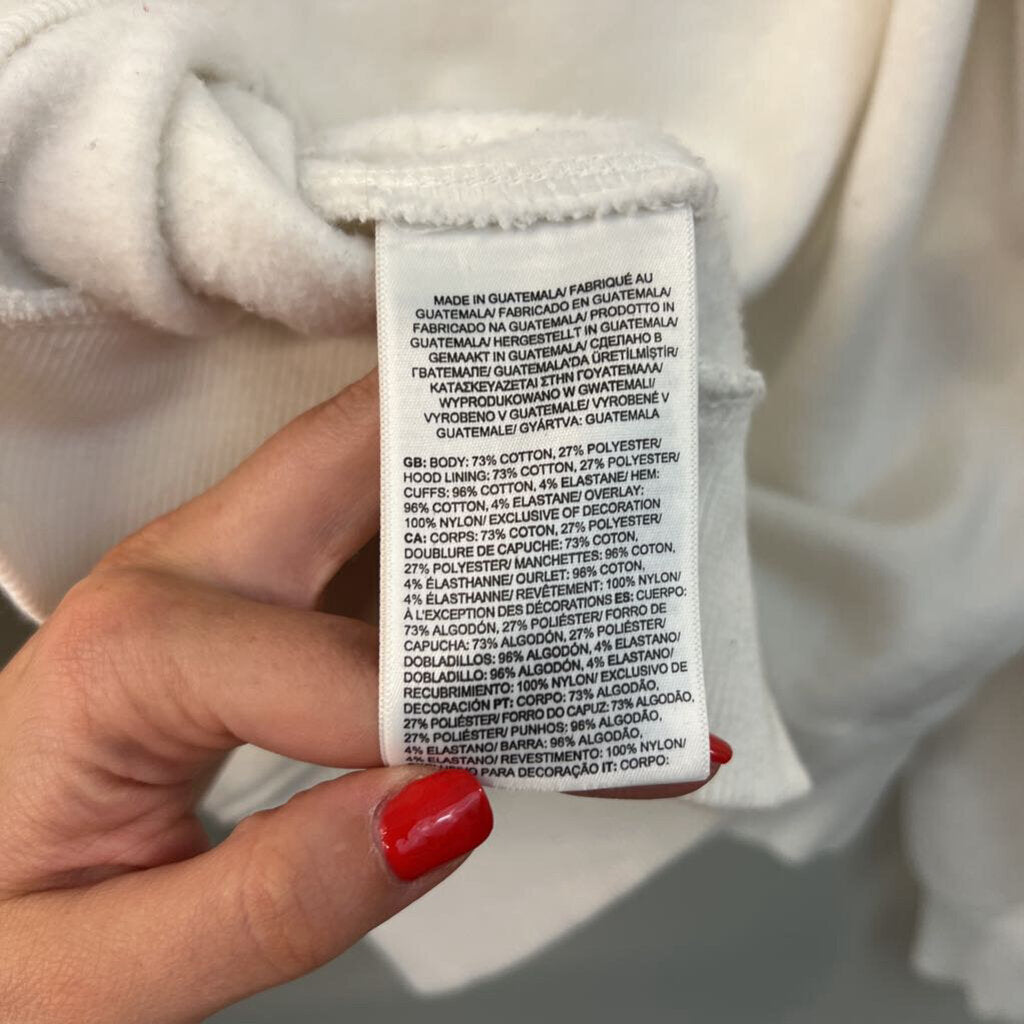 MADE IN GUATEMALA/ FABRIQUÉ AU
GUATEMALA/ FABRICADO EN GUATEMALA/
FABRICADO NA GUATEMALA/ PRODOTTO IN
GUATEMALA/ HERGESTELLT IN GUATEMALA/
GEMAAKT IN GUATEMALA/ СДЕЛАНО В
ГВАТЕМАЛЕ/ GUATEMALA'DA ÜRETİLMİŞTİR/
ΚΑΤΑΣΚΕΥΑΖΕΤΑΙ ΣΤΗΝ ΓΟΥΑΤΕΜΑΛΑ/
WYPRODUKOWANO W GWATEMALI/
VYROBENO V GUATEMALE/ VYROBENÉ V
GUATEMALE/ GYÁRTVA: GUATEMALA
GB: BODY: 73% COTTON, 27% POLYESTER/
HOOD LINING: 73% COTTON, 27% POLYESTER/
CUFFS: 96% COTTON, 4% ELASTANE/ HEM:
96% COTTON, 4% ELASTANE/ OVERLAY:
100% NYLON/ EXCLUSIVE OF DECORATION
CA: CORPS: 73% COTON, 27% POLYESTER/
DOUBLURE DE CAPUCHE: 73% COTON,
27% POLYESTER/ MANCHETTES: 96% COTON,
4% ÉLASTHANNE/ OURLET: 96% COTON,
4% ÉLASTHANNE/ REVÊTEMENT: 100% NYLON/
À L'EXCEPTION DES DÉCORATIONS ES: CUERPO:
73% ALGODÓN, 27% POLIÉSTER/ FORRO DE
CAPUCHA: 73% ALGODÓN, 27% POLIÉSTER/
DOBLADILLOS: 96% ALGODÓN, 4% ELASTANO/
DOBLADILLO: 96% ALGODÓN, 4% ELASTANO/
RECUBRIMIENTO: 100% NYLON/ EXCLUSIVO DE
DECORACIÓN PT: CORPO: 73% ALGODÃO,
27% POLIÉSTER/ FORRO DO CAPUZ: 73% ALGODÃO,
27% POLIÉSTER/ PUNHOS: 96% ALGODÃO,
4% ELASTANO/ BARRA: 96% ALGODÃO,
4% ELASTANO/ REVESTIMENTO: 100% NYLON/
PARA DECORAÇÃO IT: CORPO: